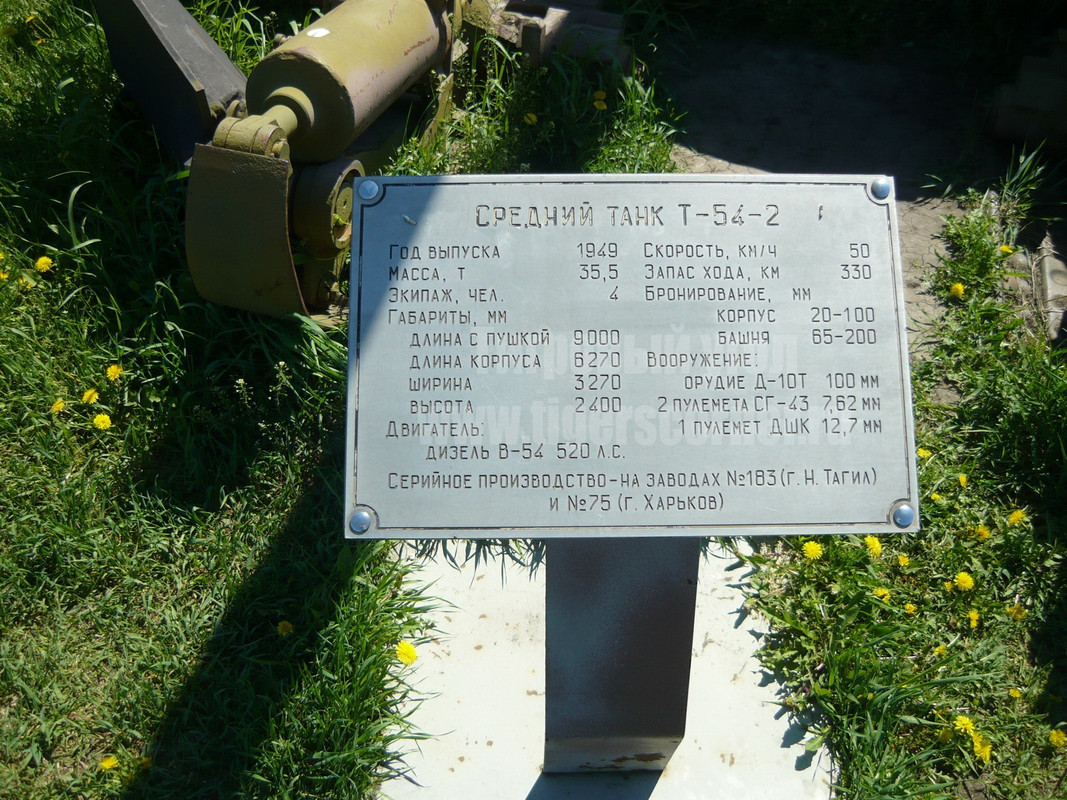 Средний танк Т-54-2
Год выпуска 1949 Скорость, км/ч 50
Масса, т 35,5 Запас хода, км 330
Экипаж, чел. 4 Бронирование, мм
Габариты, мм корпус 20-100
длина с пушкой 9000 башня 65-200
длина корпуса 6270 Вооружение:
ширина 3270 орудие Д-10Т 100 мм
высота 2400 2 пулемета СГ-43 7,62 мм
Двигатель: 1 пулемет ДШК 12,7 мм
дизель В-54 520 л.с.
Серийное производство-на заводах №183 (г. Н. Тагил)
и №75 (г. Харьков)